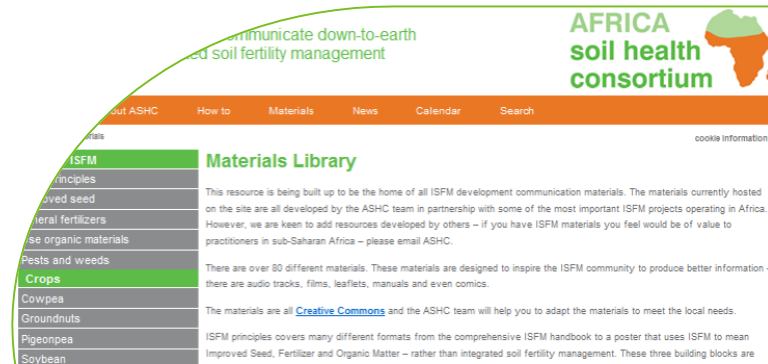 communicate down-to-earth
soil fertility management
AFRICA
soil health
consortium
ASHC How to Materials News Calendar Search
cookie information
ISFM
Materials Library
seed
This resource is being built up to be the home of all ISFM development communication materials. The materials currently hosted
fertilizers
on the site are all developed by the ASHC team in partnership with some of the most important ISFM projects operating in Africa.
However, we are keen to add resources developed by others – if you have ISFM materials you feel would be of value to
organic materials
practitioners in sub-Saharan Africa – please email ASHC.
Pests and weeds
There are over 80 different materials. These materials are designed to inspire the ISFM community to produce better information -
Crops
there are audio tracks, films, leaflets, manuals and even comics.
Cowpea
The materials are all Creative Commons and the ASHC team will help you to adapt the materials to meet the local needs.
Groundnuts
Pigeonpea
ISFM principles covers many different formats from the comprehensive ISFM handbook to a poster that uses ISFM to mean
Soybean
Improved Seed, Fertilizer and Organic Matter – rather than integrated soil fertility management. These three building blocks are